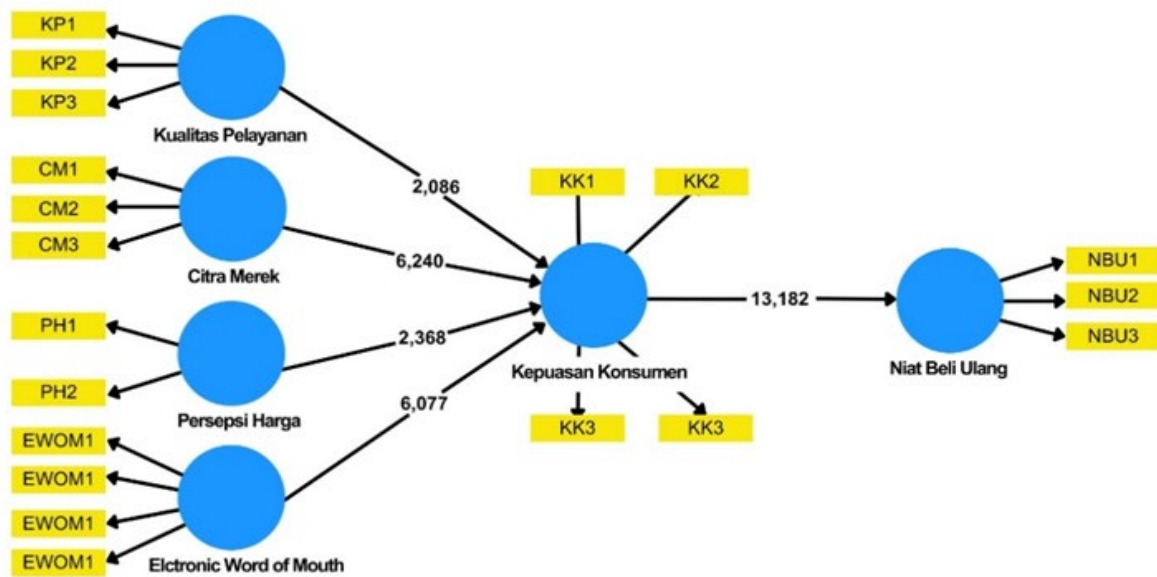 KP1
KP2
KP3
Kualitas Pelayanan
CM1
CM2
CM3
Citra Merek
PH1
PH2
Persepsi Harga
EWOM1
EWOM1
EWOM1
EWOM1
Elctronic Word of Mouth
2,086
6,240
2,368
6,077
KK1
KK2
Kepuasan Konsumen
KK3
KK3
13,182
NBU1
NBU2
NBU3
Niat Beli Ulang